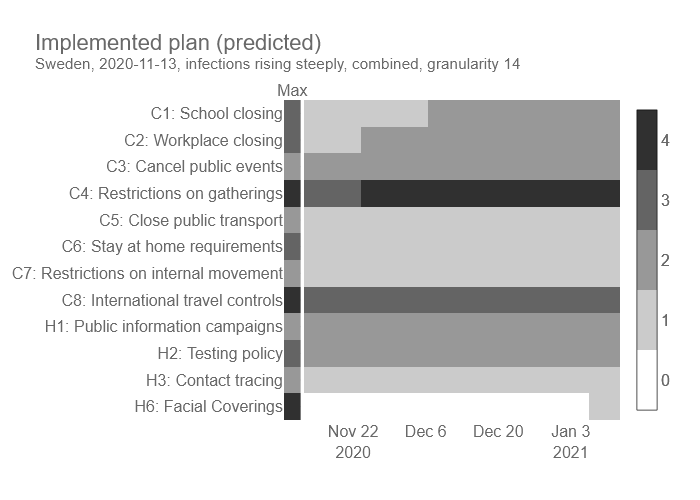 Implemented plan (predicted)
Sweden, 2020-11-13, infections rising steeply, combined, granularity 14
Max
C1: School closing
C2: Workplace closing
C3: Cancel public events
C4: Restrictions on gatherings
C5: Close public transport
C6: Stay at home requirements
C7: Restrictions on internal movement
C8: International travel controls
H1: Public information campaigns
H2: Testing policy
H3: Contact tracing
H6: Facial Coverings
4
3
2
1
0
Nov 22 Dec 6 Dec 20 Jan 3
2020 2021